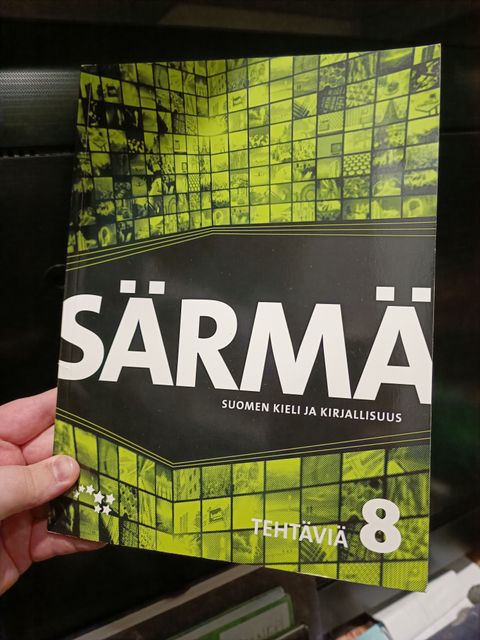 SÄRMÄ
SUOMEN KIELI JA KIRJALLISUUS
TEHTÄVIÄ 8